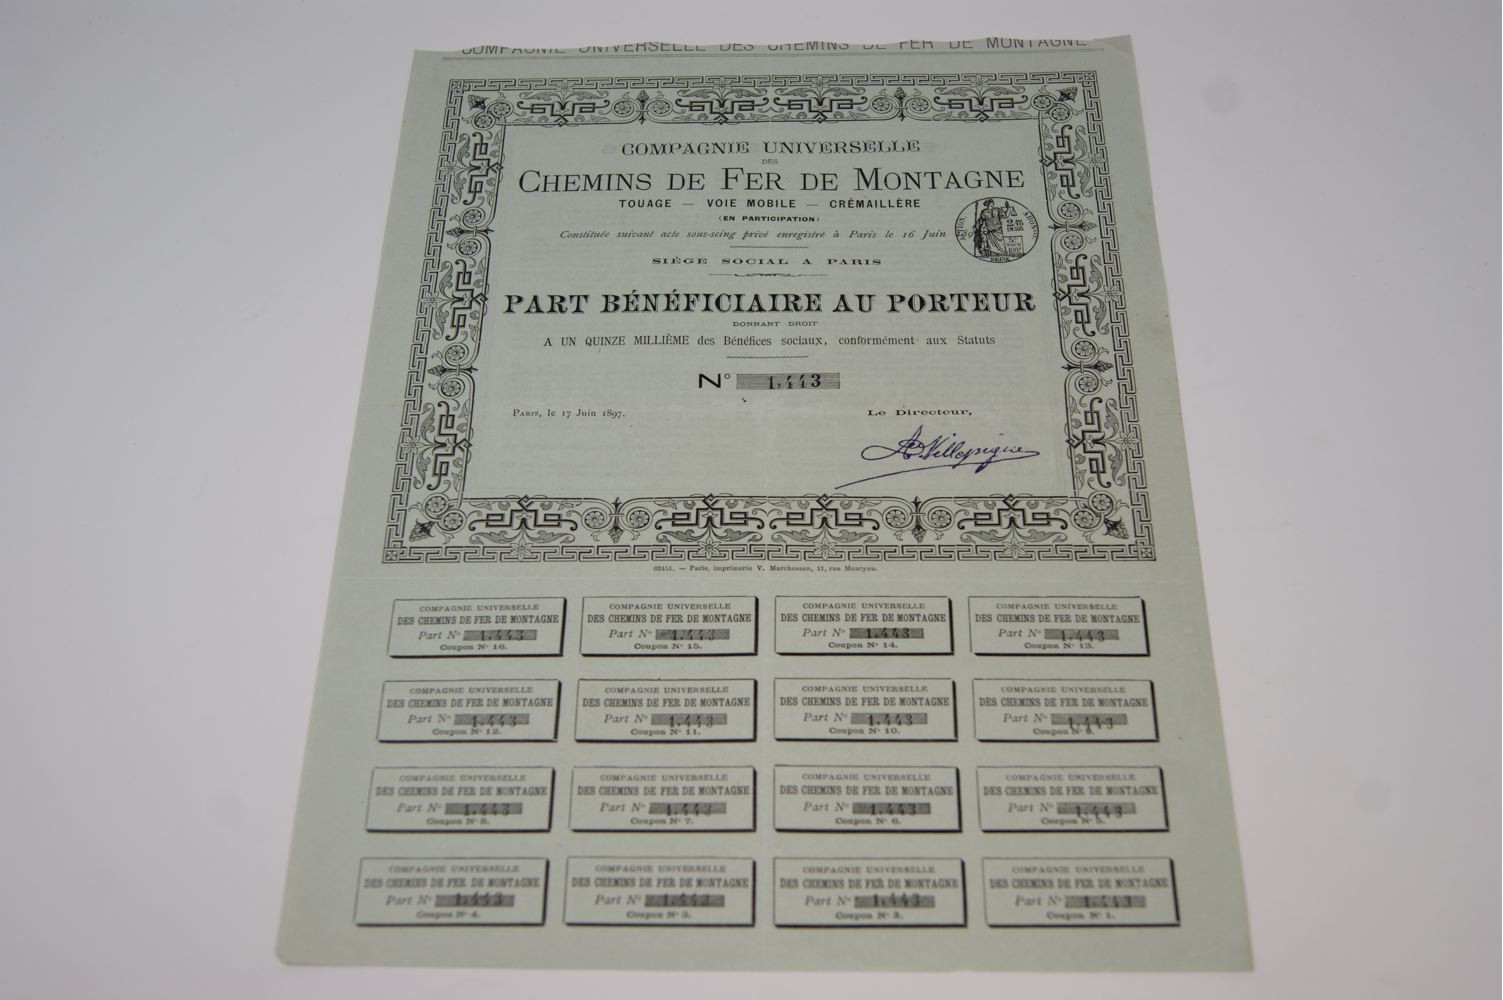 COMPAGNIE UNIVERSELLE DES CHEMINS DE FER DE MONTAGNE
COMPAGNIE UNIVERSELLE
DES
CHEMINS DE FER DE MONTAGNE
TOUAGE — VOIE MOBILE — CRÉMAILLÈRE
(EN PARTICIPATION)
Constituée suivant acte sous-seing privé enregistré à Paris le 16 Juin
SIÉGE SOCIAL A PARIS
PART BÉNÉFICIAIRE AU PORTEUR
DONNANT DROIT
A UN QUINZE MILLIÈME des Bénéfices sociaux, conformément aux Statuts
N° 1,443
Paris, le 17 Juin 1897.
Le Directeur,
02451. — Paris, imprimerie V. Marchesson, 11, rue Montyon.
COMPAGNIE UNIVERSELLE
DES CHEMINS DE FER DE MONTAGNE
Part N° 1.443
Coupon N° 16.
COMPAGNIE UNIVERSELLE
DES CHEMINS DE FER DE MONTAGNE
Part N° 1.443
Coupon N° 15.
COMPAGNIE UNIVERSELLE
DES CHEMINS DE FER DE MONTAGNE
Part N° 1.443
Coupon N° 14.
COMPAGNIE UNIVERSELLE
DES CHEMINS DE FER DE MONTAGNE
Part N° 1.443
Coupon N° 13.
COMPAGNIE UNIVERSELLE
DES CHEMINS DE FER DE MONTAGNE
Part N° 1.443
Coupon N° 12.
COMPAGNIE UNIVERSELLE
DES CHEMINS DE FER DE MONTAGNE
Part N° 1.443
Coupon N° 11.
COMPAGNIE UNIVERSELLE
DES CHEMINS DE FER DE MONTAGNE
Part N° 1.443
Coupon N° 10.
COMPAGNIE UNIVERSELLE
DES CHEMINS DE FER DE MONTAGNE
Part N° 1.443
Coupon N° 9.
COMPAGNIE UNIVERSELLE
DES CHEMINS DE FER DE MONTAGNE
Part N° 1.443
Coupon N° 8.
COMPAGNIE UNIVERSELLE
DES CHEMINS DE FER DE MONTAGNE
Part N° 1.443
Coupon N° 7.
COMPAGNIE UNIVERSELLE
DES CHEMINS DE FER DE MONTAGNE
Part N° 1.443
Coupon N° 6.
COMPAGNIE UNIVERSELLE
DES CHEMINS DE FER DE MONTAGNE
Part N° 1.443
Coupon N° 5.
COMPAGNIE UNIVERSELLE
DES CHEMINS DE FER DE MONTAGNE
Part N° 1.443
Coupon N° 4.
COMPAGNIE UNIVERSELLE
DES CHEMINS DE FER DE MONTAGNE
Part N° 1.443
Coupon N° 3.
COMPAGNIE UNIVERSELLE
DES CHEMINS DE FER DE MONTAGNE
Part N° 1.443
Coupon N° 2.
COMPAGNIE UNIVERSELLE
DES CHEMINS DE FER DE MONTAGNE
Part N° 1.443
Coupon N° 1.